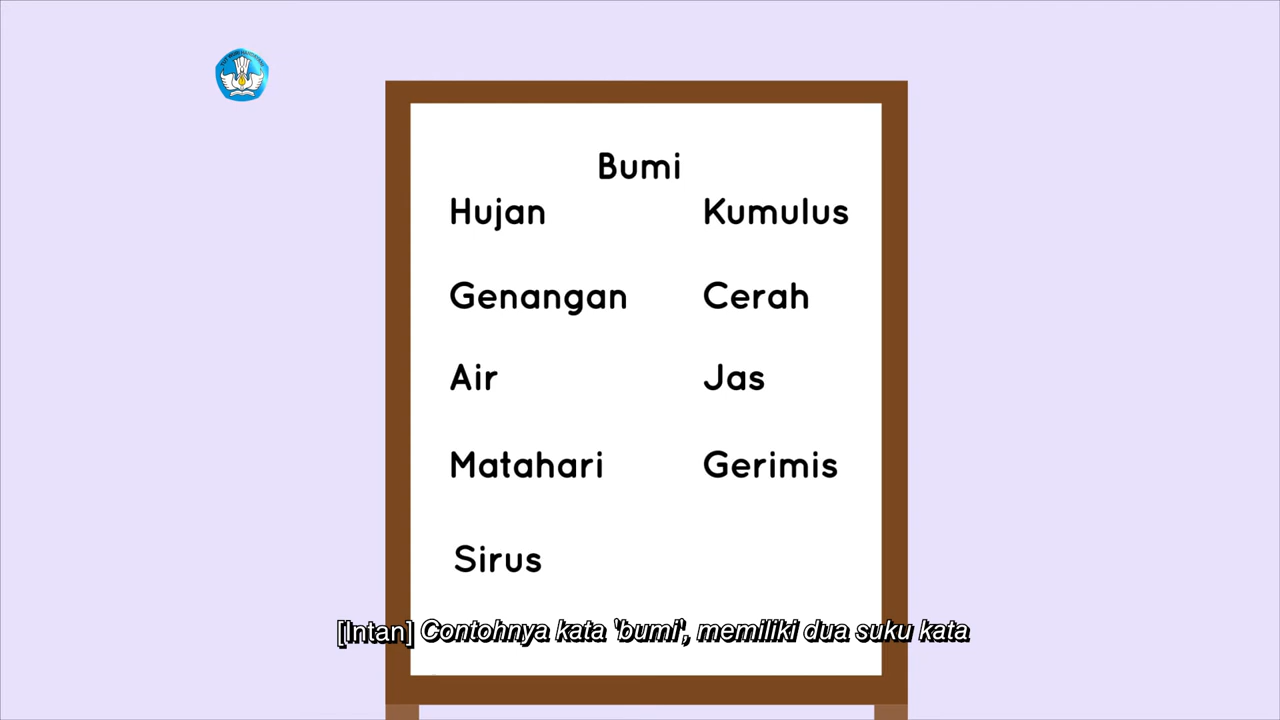 Bumi
Hujan Kumulus
Genangan Cerah
Air Jas
Matahari Gerimis
Sirus
[Intan] Contohnya kata 'bumi', memiliki dua suku kata